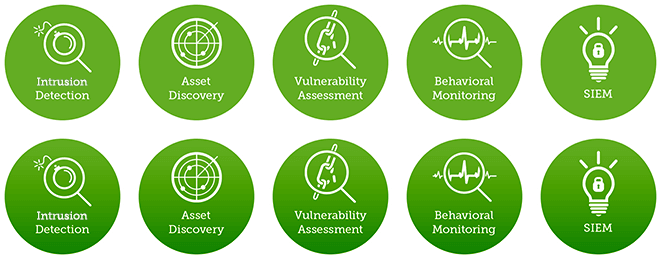 Intrusion
Detection
Asset
Discovery
Vulnerability
Assessment
Behavioral
Monitoring
SIEM
Intrusion
Detection
Asset
Discovery
Vulnerability
Assessment
Behavioral
Monitoring
SIEM